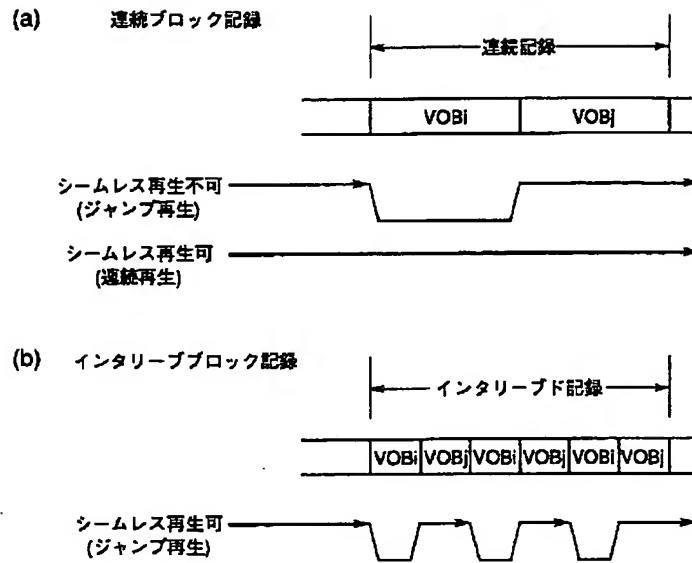 (a) 連続ブロック記録
連続記録
VOBi VOBj
シームレス再生不可
(ジャンプ再生)
シームレス再生可
(連続再生)
(b) インタリーブブロック記録
インタリーブド記録
VOBi VOBj VOBi VOBj VOBi VOBj
シームレス再生可
(ジャンプ再生)